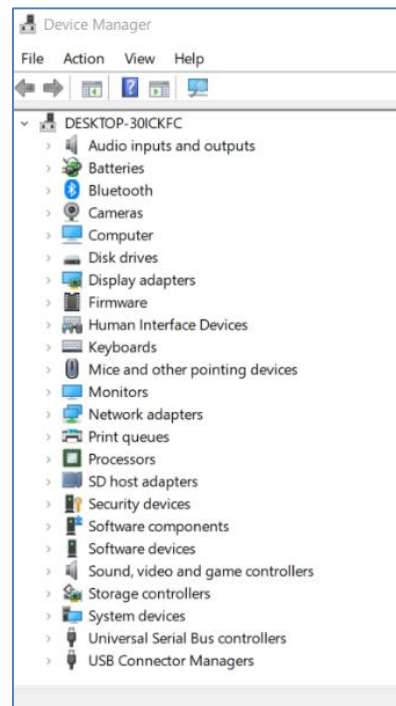 Device Manager
File Action View Help
DESKTOP-30ICKFC
Audio inputs and outputs
Batteries
Bluetooth
Cameras
Computer
Disk drives
Display adapters
Firmware
Human Interface Devices
Keyboards
Mice and other pointing devices
Monitors
Network adapters
Print queues
Processors
SD host adapters
Security devices
Software components
Software devices
Sound, video and game controllers
Storage controllers
System devices
Universal Serial Bus controllers
USB Connector Managers